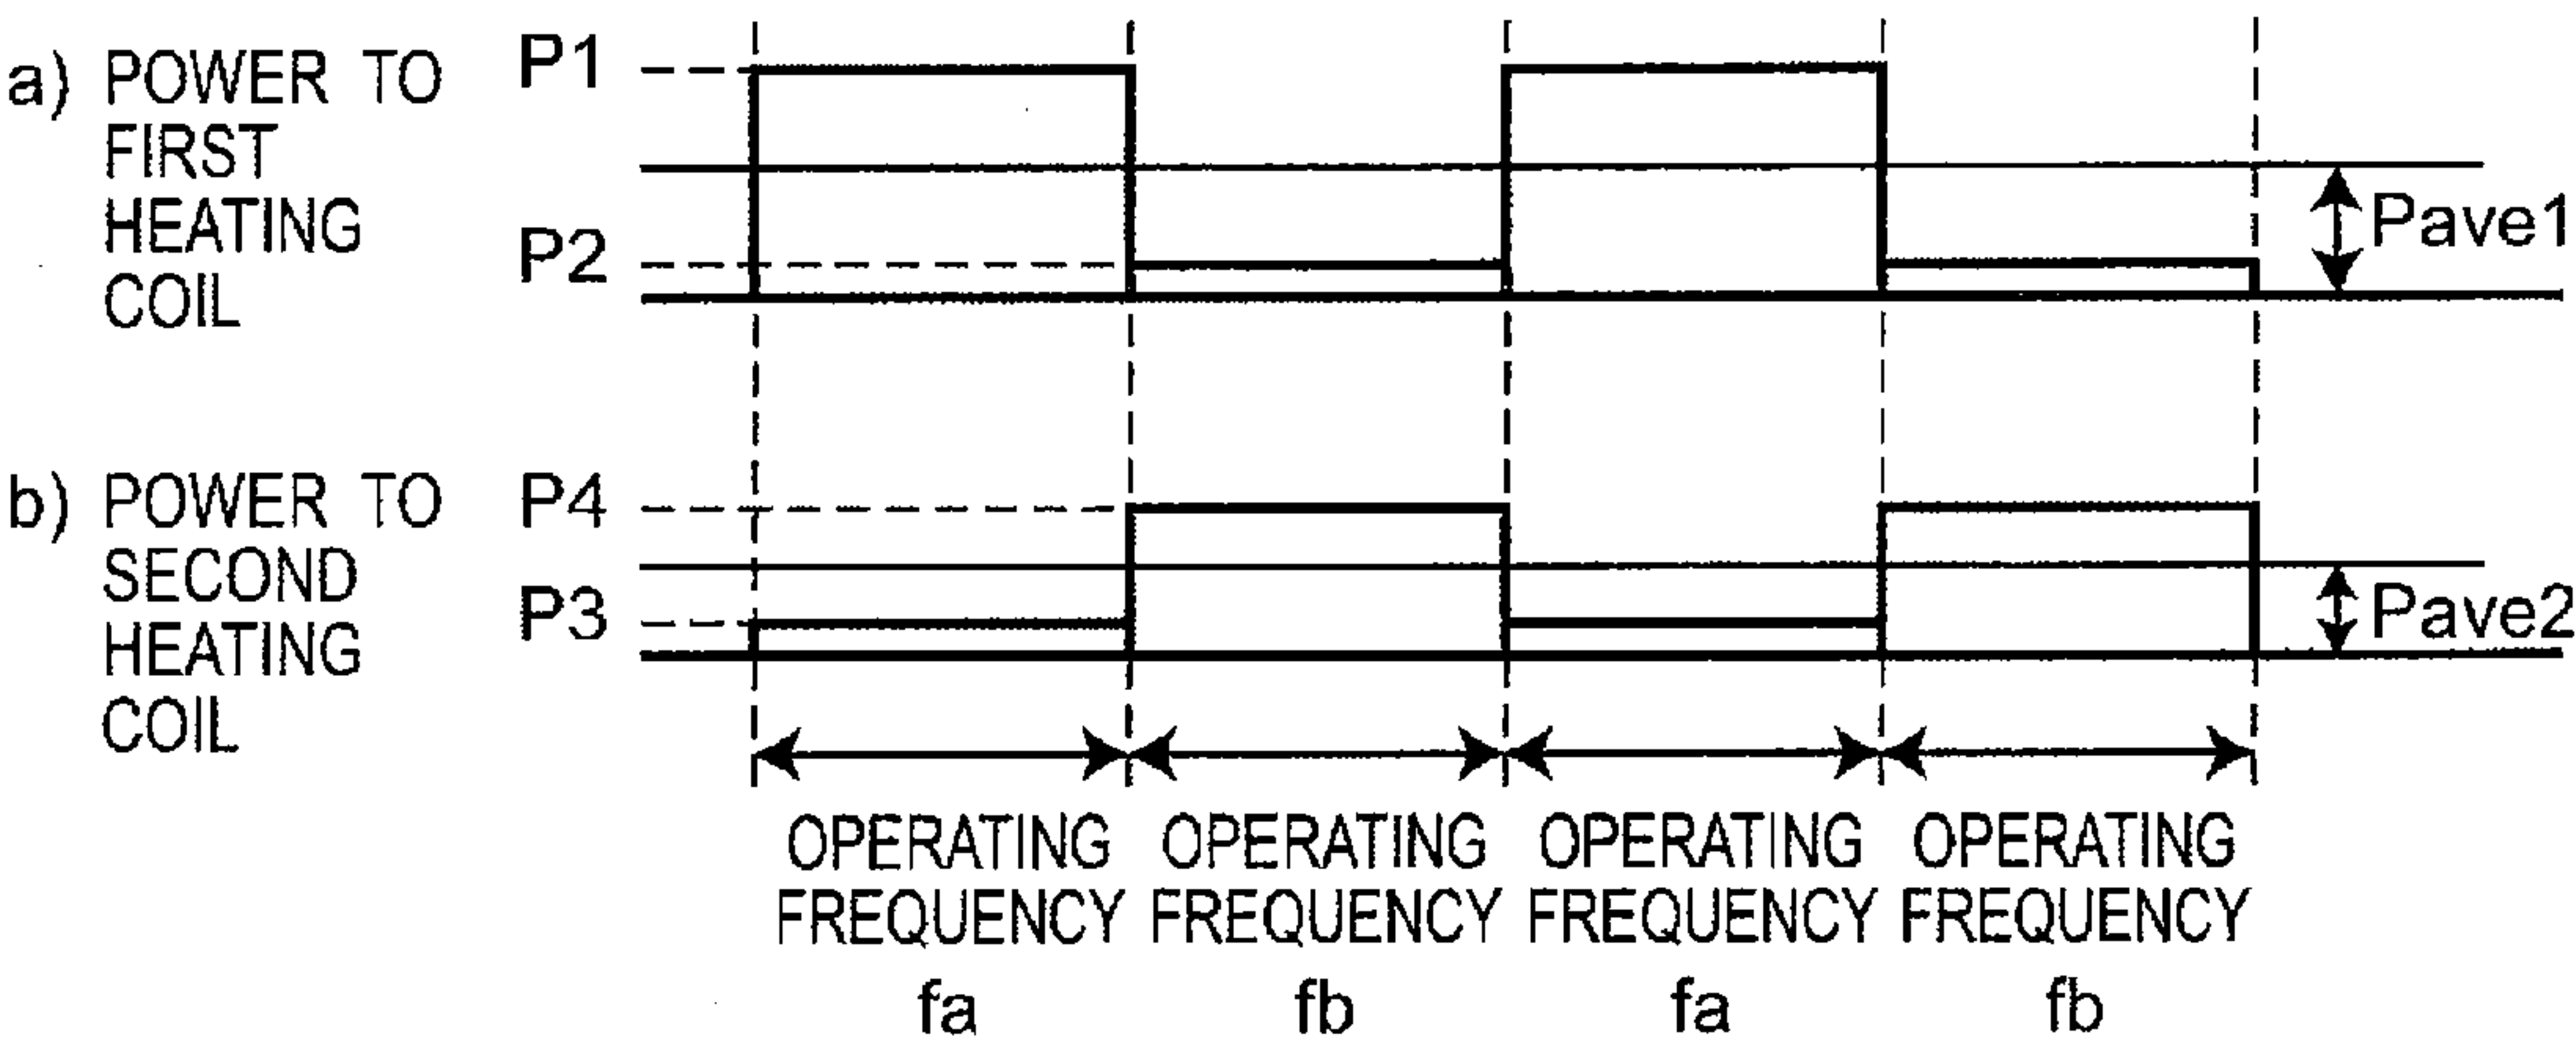 a) POWER TO
FIRST
HEATING
COIL
P1
P2
Pave1
b) POWER TO
SECOND
HEATING
COIL
P4
P3
Pave2
OPERATING
FREQUENCY
fa
OPERATING
FREQUENCY
fb
OPERATING
FREQUENCY
fa
OPERATING
FREQUENCY
fb